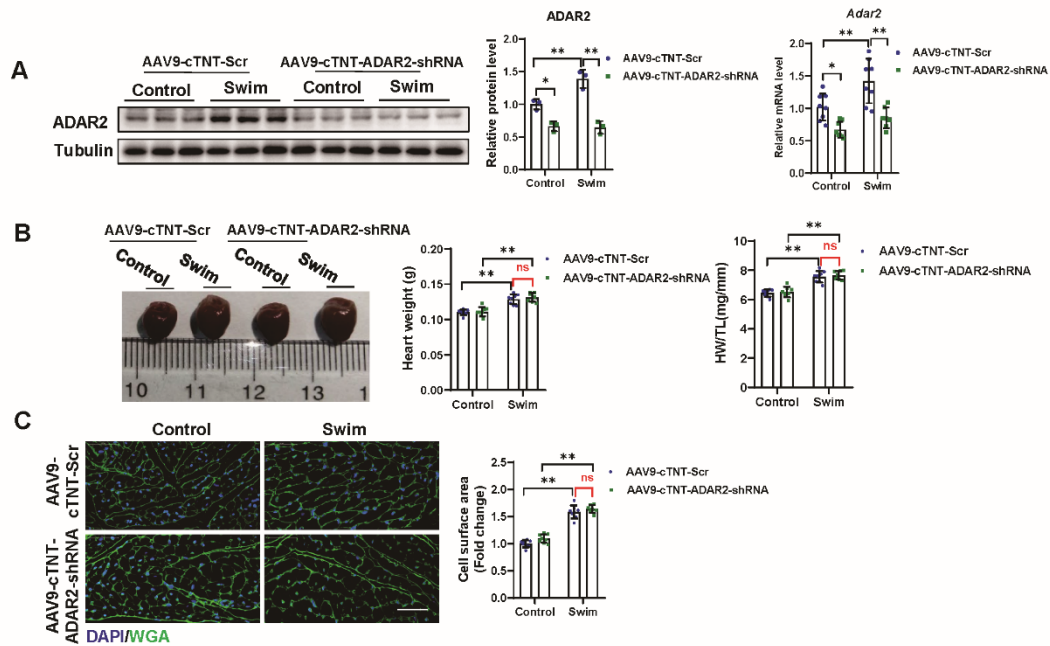 A
AAV9-cTNT-Scr AAV9-cTNT-ADAR2-shRNA
Control Swim Control Swim
ADAR2
Tubulin
ADAR2
Relative protein level
2.0
1.5
1.0
0.5
0.0
** **
*
Control Swim
AAV9-cTNT-Scr
AAV9-cTNT-ADAR2-shRNA
Adar2
Relative mRNA level
2.0
1.5
1.0
0.5
0.0
** **
*
Control Swim
AAV9-cTNT-Scr
AAV9-cTNT-ADAR2-shRNA
B
AAV9-cTNT-Scr AAV9-cTNT-ADAR2-shRNA
Control Swim Control Swim
10 11 12 13 1
Heart weight (g)
0.20
0.15
0.10
0.05
0.00
**
** ns
Control Swim
AAV9-cTNT-Scr
AAV9-cTNT-ADAR2-shRNA
HW/TL(mg/mm)
10
8
6
4
2
0
**
** ns
Control Swim
AAV9-cTNT-Scr
AAV9-cTNT-ADAR2-shRNA
C
Control Swim
AAV9-
cTNT-Scr
AAV9-cTNT-
ADAR2-shRNA
DAPI/WGA
Cell surface area
(Fold change)
2.5
2.0
1.5
1.0
0.5
0.0
**
** ns
Control Swim
AAV9-cTNT-Scr
AAV9-cTNT-ADAR2-shRNA